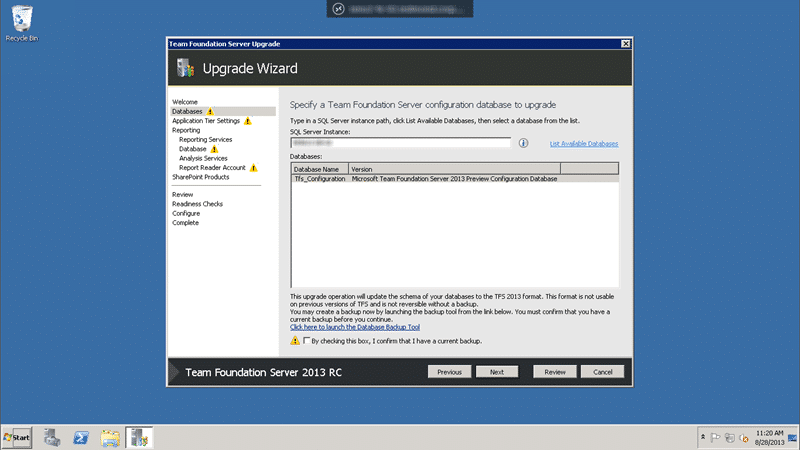 Recycle Bin
Team Foundation Server Upgrade
Upgrade Wizard
Welcome
Databases
Application Tier Settings
Reporting
Reporting Services
Database
Analysis Services
Report Reader Account
SharePoint Products
Review
Readiness Checks
Configure
Complete
Specify a Team Foundation Server configuration database to upgrade
Type in a SQL Server instance path, click List Available Databases, then select a database from the list.
SQL Server Instance:
List Available Databases
Databases:
Database Name Version
Tfs_Configuration Microsoft Team Foundation Server 2013 Preview Configuration Database
This upgrade operation will update the schema of your databases to the TFS 2013 format. This format is not usable
on previous versions of TFS and is not reversible without a backup.
You may create a backup now by launching the backup tool from the link below. You must confirm that you have a
current backup before you continue.
Click here to launch the Database Backup Tool
By checking this box, I confirm that I have a current backup.
Team Foundation Server 2013 RC
Previous Next Review Cancel
Start
11:20 AM
8/28/2013